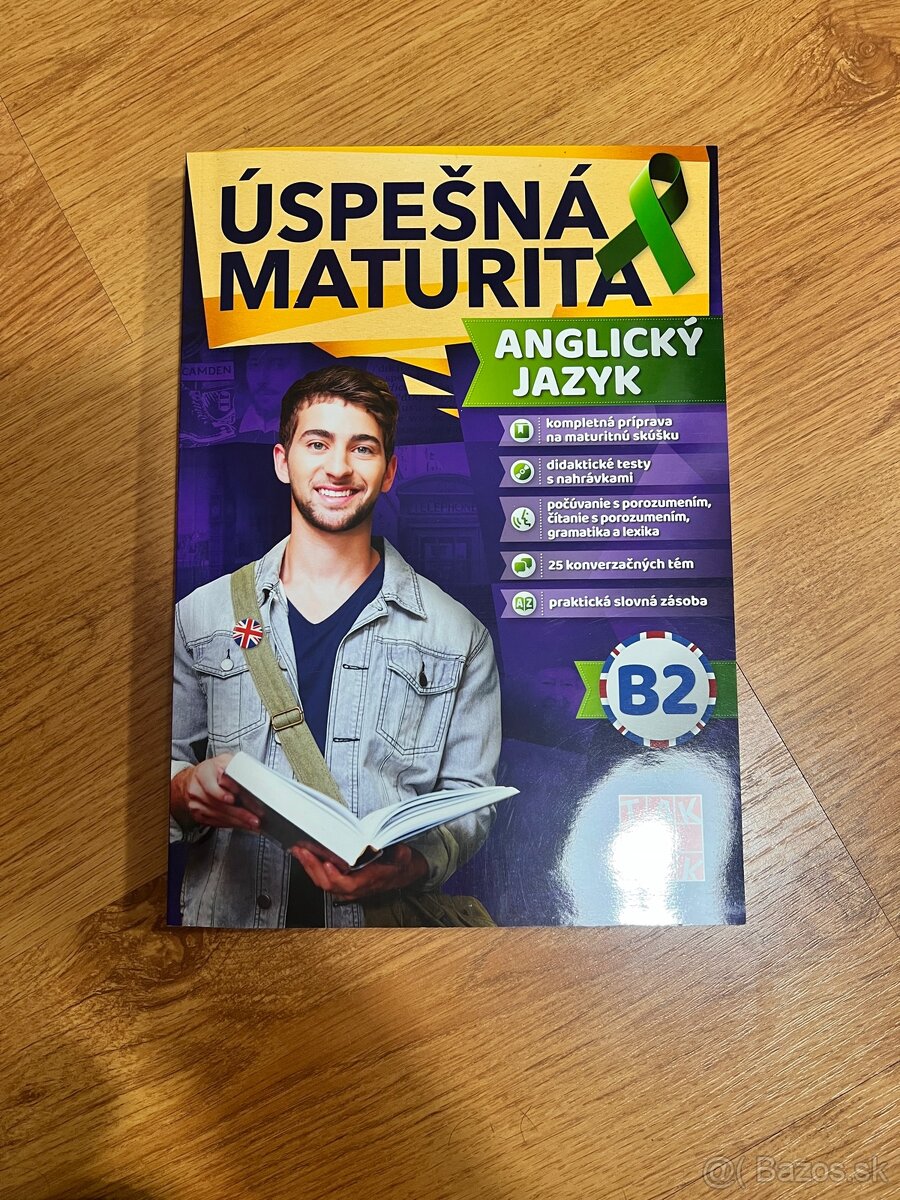 ÚSPEŠNÁ
MATURITA
ANGLICKÝ
JAZYK
CAMDEN
kompletná príprava
na maturitnú skúšku
didaktické testy
s nahrávkami
počúvanie s porozumením,
čítanie s porozumením,
gramatika a lexika
25 konverzačných tém
AZ
praktická slovná zásoba
B2
@( Bazos.sk